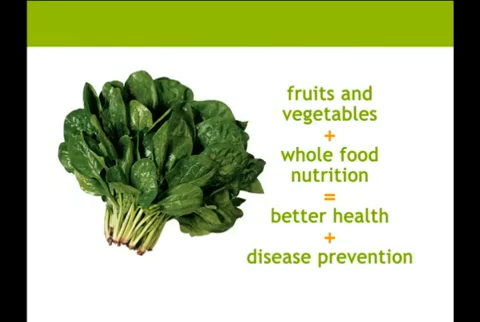 fruits and
vegetables
+
whole food
nutrition
=
better health
+
disease prevention